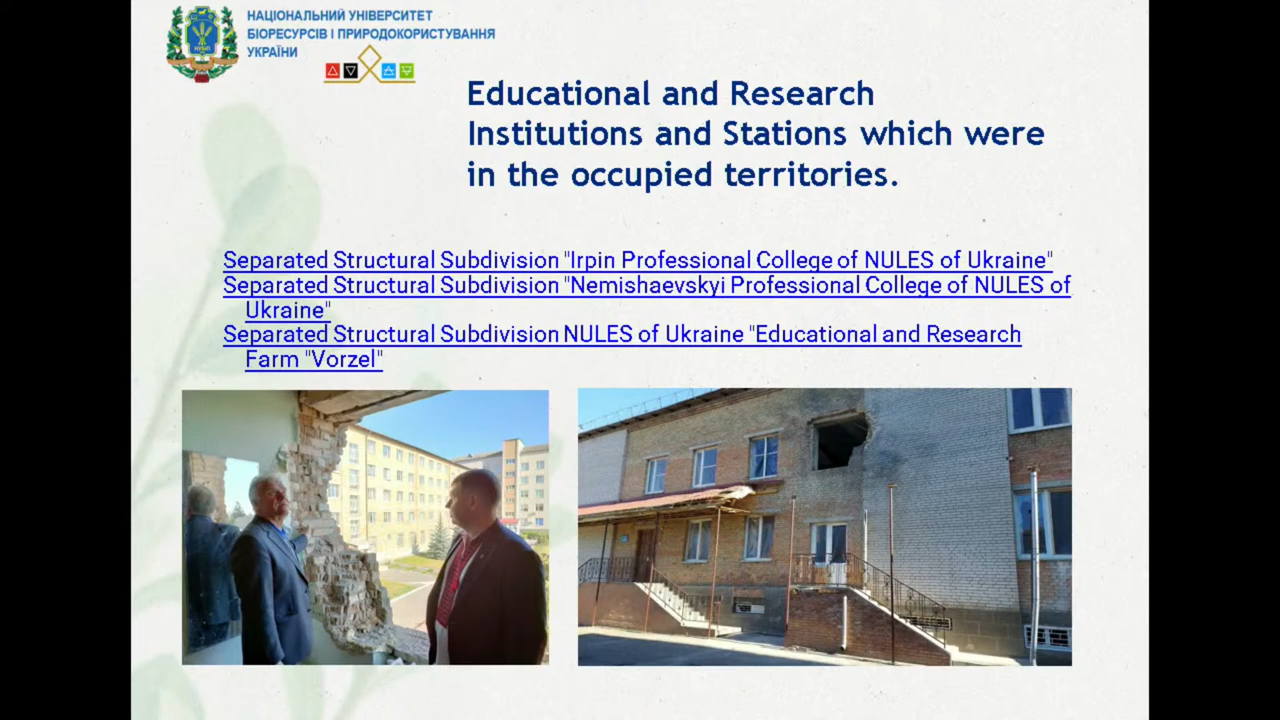 НАЦІОНАЛЬНИЙ УНІВЕРСИТЕТ
БІОРЕСУРСІВ І ПРИРОДОКОРИСТУВАННЯ
УКРАЇНИ
НУБІП
Educational and Research
Institutions and Stations which were
in the occupied territories.
Separated Structural Subdivision "Irpin Professional College of NULES of Ukraine"
Separated Structural Subdivision "Nemishaevskyi Professional College of NULES of
Ukraine"
Separated Structural Subdivision NULES of Ukraine "Educational and Research
Farm "Vorzel"